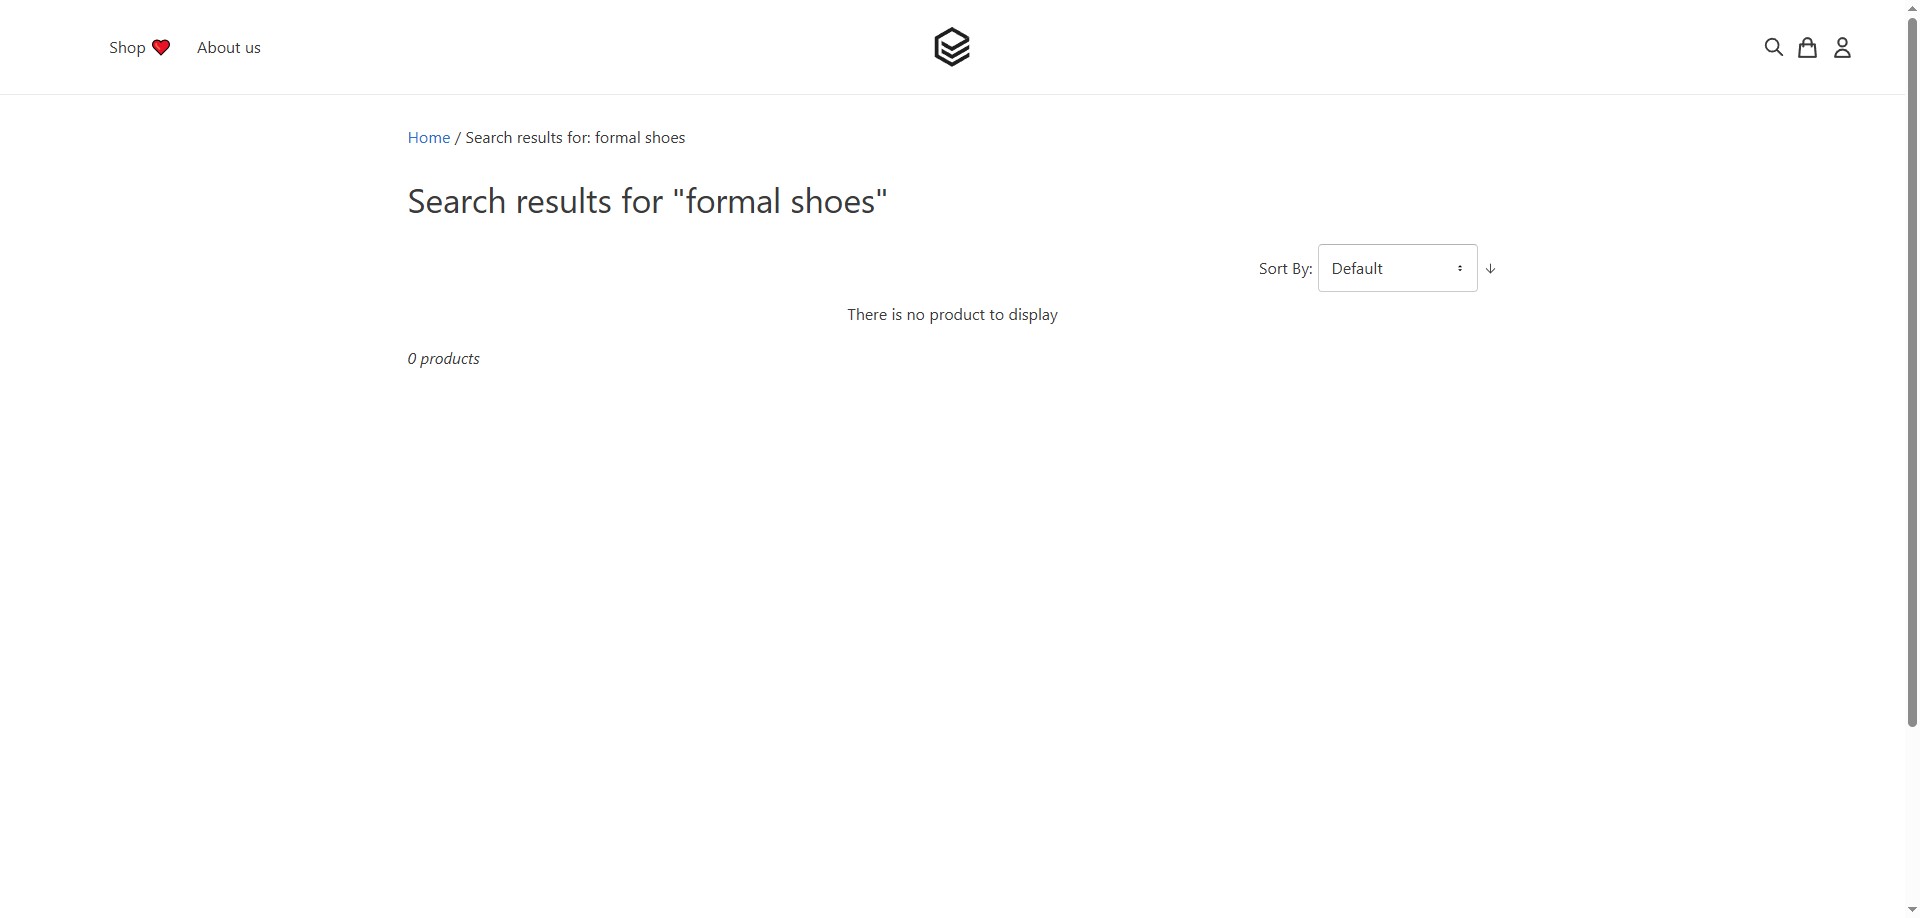 Shop ❤️ About us
Home / Search results for: formal shoes
Search results for "formal shoes"
Sort By: Default ↓
There is no product to display
0 products